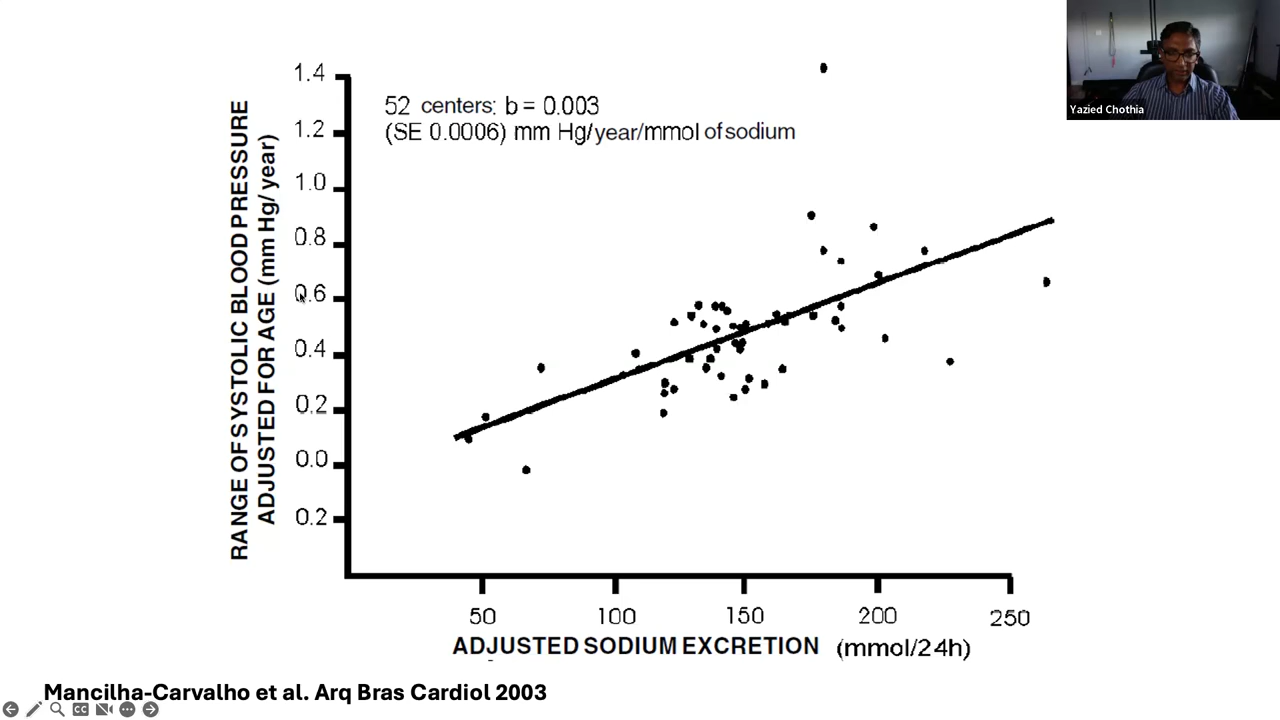 Yazied Chothia
52 centers: b = 0.003
(SE 0.0006) mm Hg/year/mmol of sodium
RANGE OF SYSTOLIC BLOOD PRESSURE
ADJUSTED FOR AGE (mm Hg/ year)
1.4
1.2
1.0
0.8
0.6
0.4
0.2
0.0
0.2
50 100 150 200 250
ADJUSTED SODIUM EXCRETION (mmol/24h)
Mancilha-Carvalho et al. Arq Bras Cardiol 2003
CC